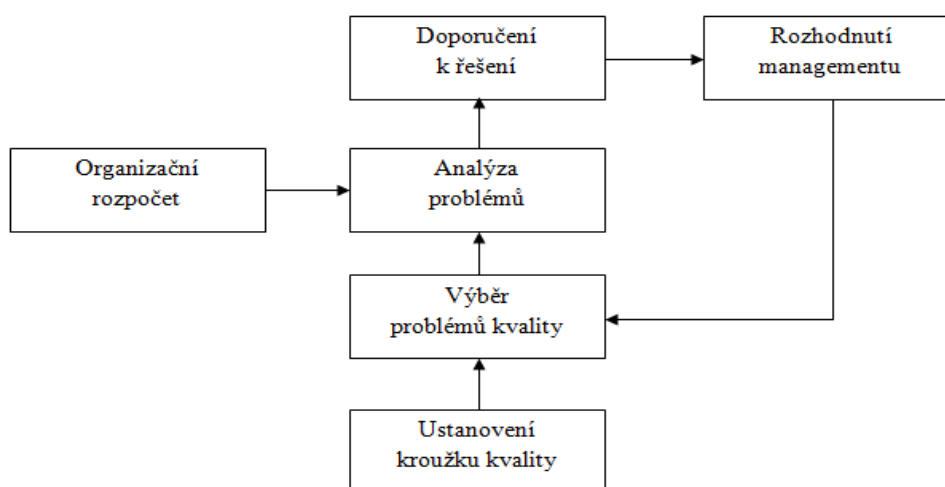 Doporučení
k řešení
Rozhodnutí
managementu
Organizační
rozpočet
Analýza
problémů
Výběr
problémů kvality
Ustanovení
kroužku kvality